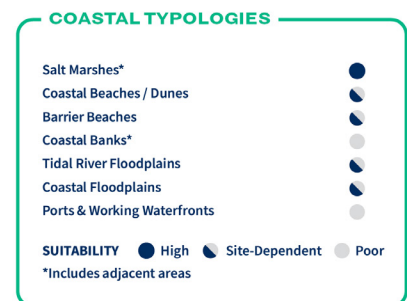 COASTAL TYPOLOGIES
Salt Marshes*
Coastal Beaches / Dunes
Barrier Beaches
Coastal Banks*
Tidal River Floodplains
Coastal Floodplains
Ports & Working Waterfronts
SUITABILITY High Site-Dependent Poor
*Includes adjacent areas